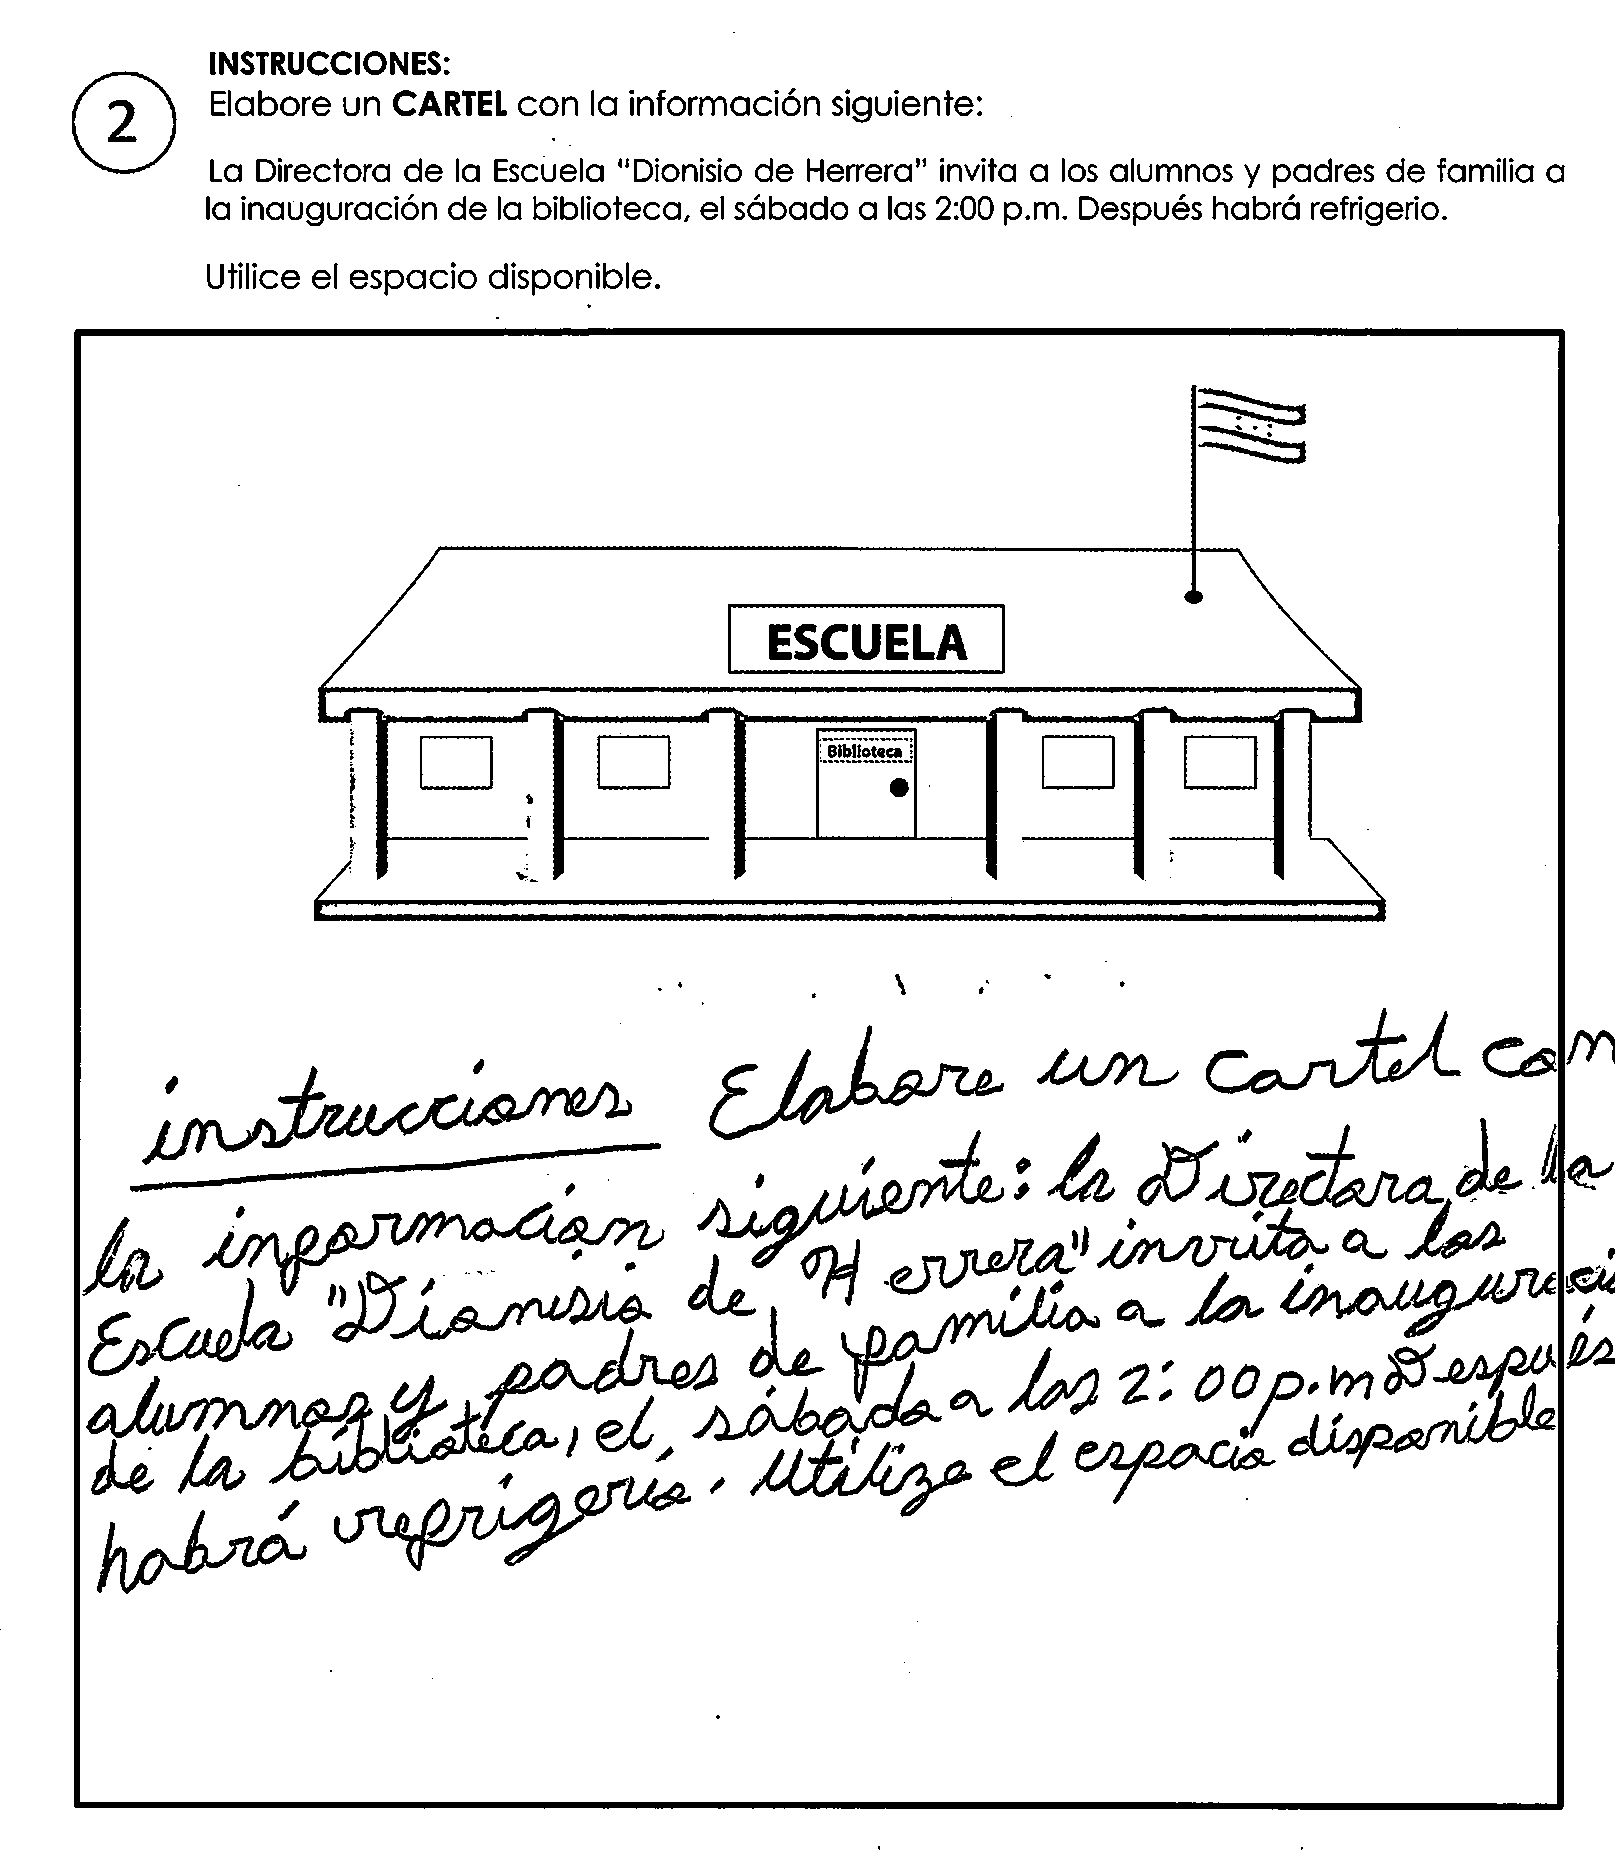 INSTRUCCIONES:
2
Elabore un CARTEL con la información siguiente:
La Directora de la Escuela "Dionisio de Herrera" invita a los alumnos y padres de familia a
la inauguración de la biblioteca, el sábado a las 2:00 p.m. Después habrá refrigerio.
Utilice el espacio disponible.
ESCUELA
Biblioteca
instrucciones Elabore un cartel con
la información siguiente: la Directora de la
Escuela "Dionisio de Herrera" invita a los
alumnos y padres de familia a la inauguració
de la biblioteca, el sábado a las 2:00 p.m Después
habrá refrigerio. Utilize el espacio disponible